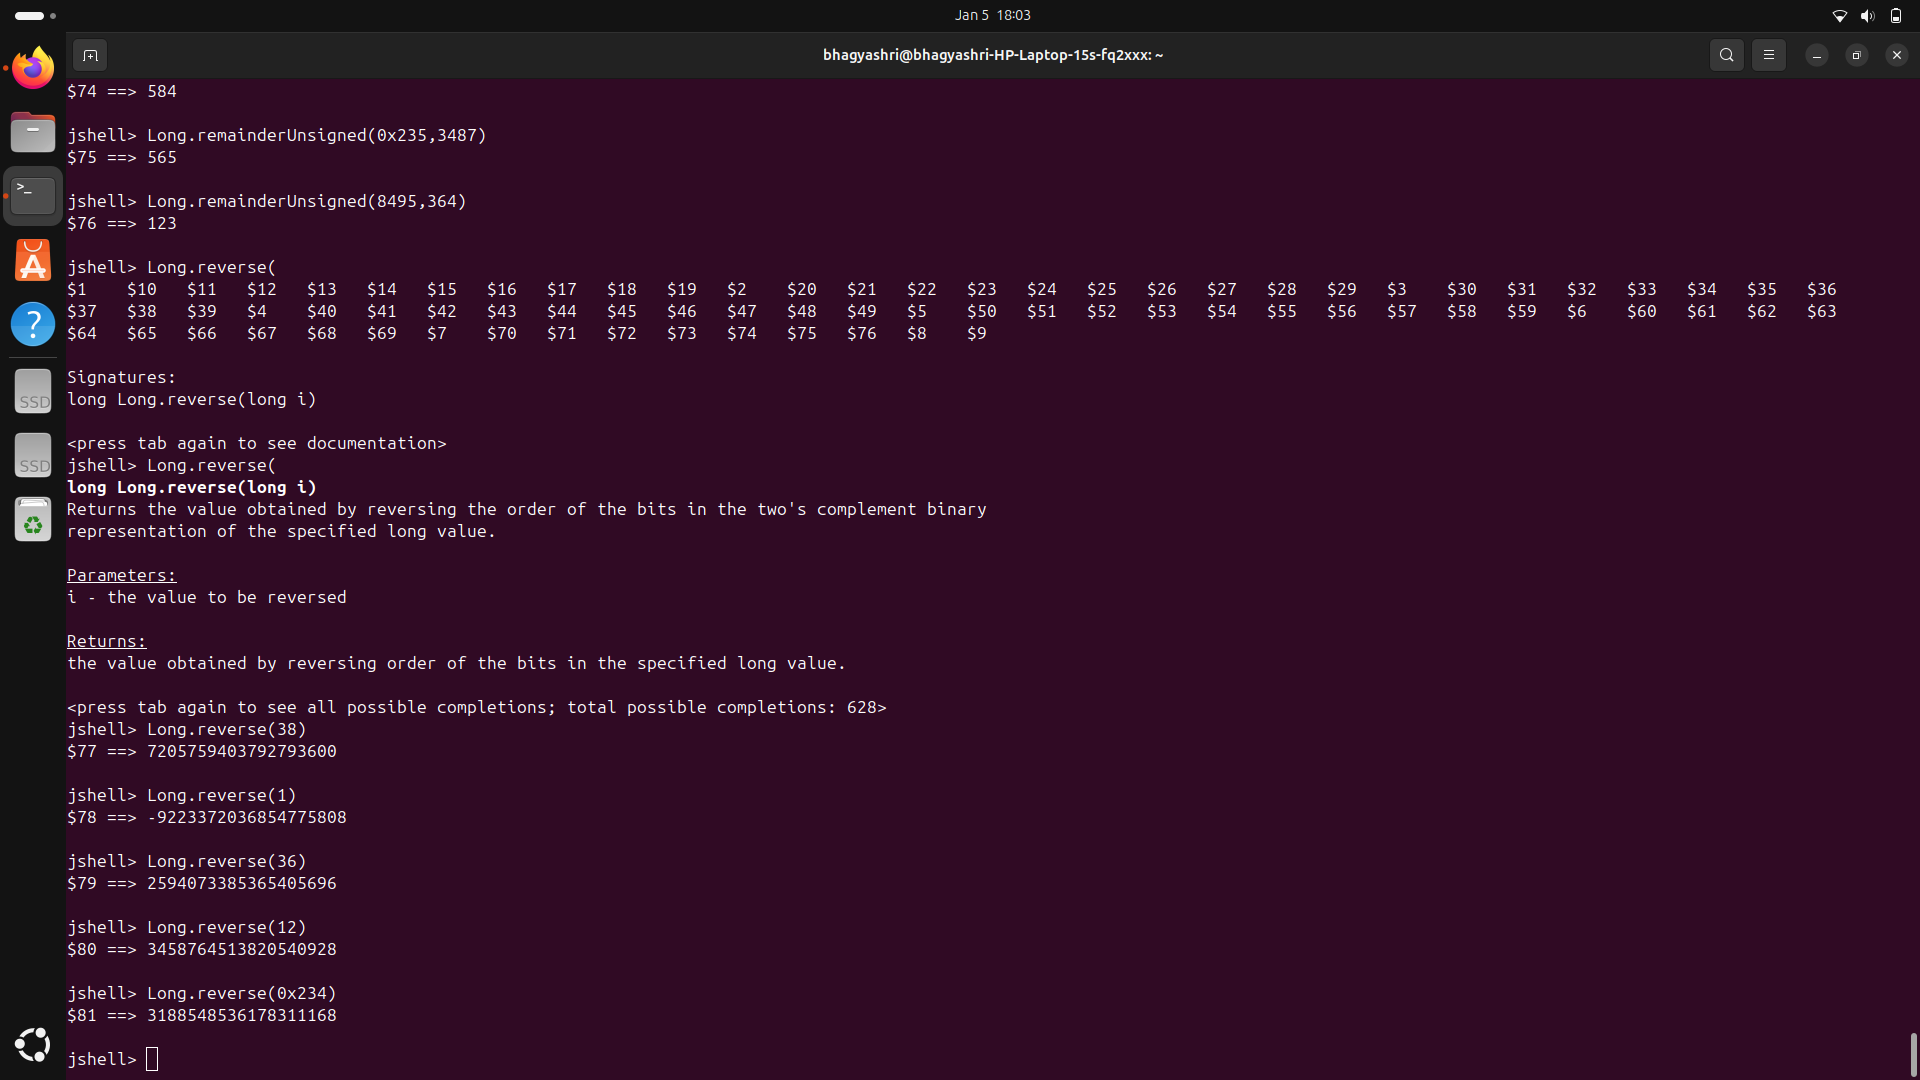 Jan 5 18:03
bhagyashri@bhagyashri-HP-Laptop-15s-fq2xxx: ~
$74 ==> 584
jshell> Long.remainderUnsigned(0x235,3487)
$75 ==> 565
jshell> Long.remainderUnsigned(8495,364)
$76 ==> 123
jshell> Long.reverse(
$1 $10 $11 $12 $13 $14 $15 $16 $17 $18 $19 $2 $20 $21 $22 $23 $24 $25 $26 $27 $28 $29 $3 $30 $31 $32 $33 $34 $35 $36
$37 $38 $39 $4 $40 $41 $42 $43 $44 $45 $46 $47 $48 $49 $5 $50 $51 $52 $53 $54 $55 $56 $57 $58 $59 $6 $60 $61 $62 $63
$64 $65 $66 $67 $68 $69 $7 $70 $71 $72 $73 $74 $75 $76 $8 $9
Signatures:
long Long.reverse(long i)
<press tab again to see documentation>
jshell> Long.reverse(
long Long.reverse(long i)
Returns the value obtained by reversing the order of the bits in the two's complement binary
representation of the specified long value.
Parameters:
i - the value to be reversed
Returns:
the value obtained by reversing order of the bits in the specified long value.
<press tab again to see all possible completions; total possible completions: 628>
jshell> Long.reverse(38)
$77 ==> 7205759403792793600
jshell> Long.reverse(1)
$78 ==> -9223372036854775808
jshell> Long.reverse(36)
$79 ==> 2594073385365405696
jshell> Long.reverse(12)
$80 ==> 3458764513820540928
jshell> Long.reverse(0x234)
$81 ==> 3188548536178311168
jshell>
>_
A
?
SSD
SSD